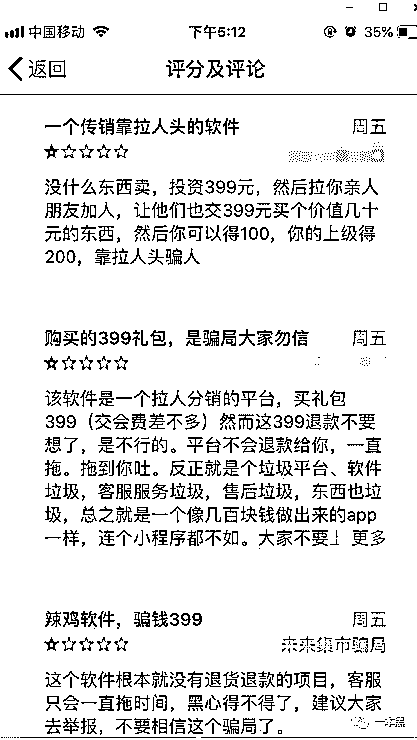 中国移动 下午5:12 35%
返回 评分及评论
一个传销靠拉人头的软件 周五
★☆☆☆☆
没什么东西卖，投资399元，然后拉你亲人
朋友加人，让他们也交399元买个价值几十
元的东西，然后你可以得100，你的上级得
200，靠拉人头骗人
购买的399礼包，是骗局大家勿信 周五
★☆☆☆☆
该软件是一个拉人分销的平台，买礼包
399（交会费差不多）然而这399退款不要
想了，是不行的。平台不会退款给你，一直
拖。拖到你吐。反正就是个垃圾平台、软件
垃圾，客服服务垃圾，售后垃圾，东西也垃
圾，总之就是一个像几百块钱做出来的app
一样，连个小程序都不如。大家不要 更多
辣鸡软件，骗钱399 周五
★☆☆☆☆ 未来集市骗局
这个软件根本就没有退货退款的项目，客服
只会一直拖时间，黑心得不得了，建议大家
去举报，不要相信这个骗局了。